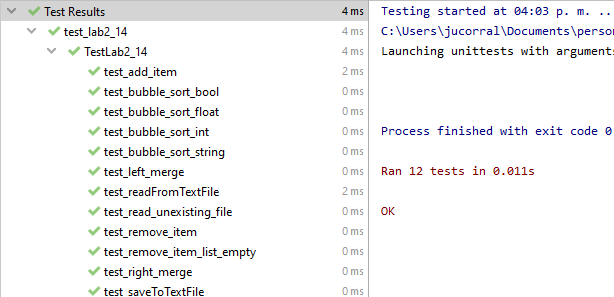 Test Results 4 ms
test_lab2_14 4 ms
TestLab2_14 4 ms
test_add_item 2 ms
test_bubble_sort_bool 0 ms
test_bubble_sort_float 0 ms
test_bubble_sort_int 0 ms
test_bubble_sort_string 0 ms
test_left_merge 0 ms
test_readFromTextFile 2 ms
test_read_unexisting_file 0 ms
test_remove_item 0 ms
test_remove_item_list_empty 0 ms
test_right_merge 0 ms
test_saveToTextFile 0 ms
Testing started at 04:03 p. m. ..
C:\Users\jucorral\Documents\person
Launching unittests with arguments
Process finished with exit code 0
Ran 12 tests in 0.011s
OK